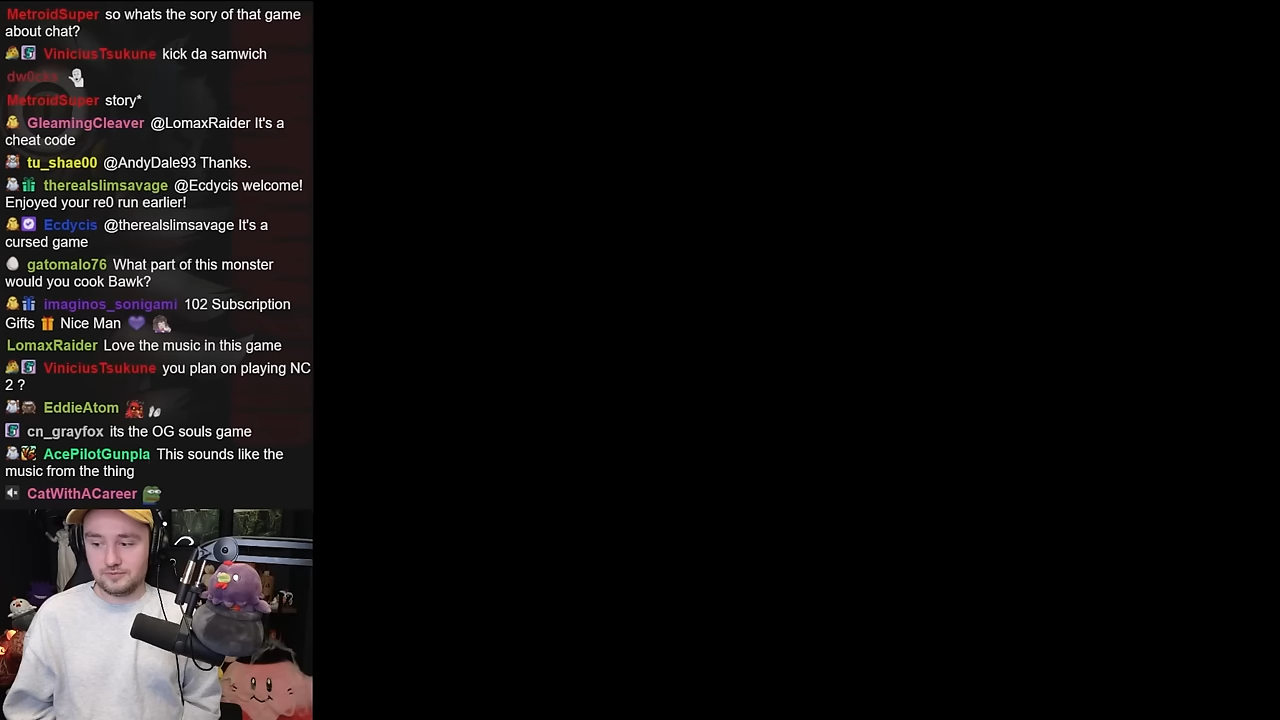 MetroidSuper so whats the sory of that game
about chat?
ViniciusTsukune kick da samwich
dw0cks
MetroidSuper story*
GleamingCleaver @LomaxRaider It's a
cheat code
tu_shae00 @AndyDale93 Thanks.
therealslimsavage @Ecdycis welcome!
Enjoyed your re0 run earlier!
Ecdycis @therealslimsavage It's a
cursed game
gatomalo76 What part of this monster
would you cook Bawk?
imaginos_sonigami 102 Subscription
Gifts Nice Man
LomaxRaider Love the music in this game
ViniciusTsukune you plan on playing NC
2 ?
EddieAtom
cn_grayfox its the OG souls game
AcePilotGunpla This sounds like the
music from the thing
CatWithACareer